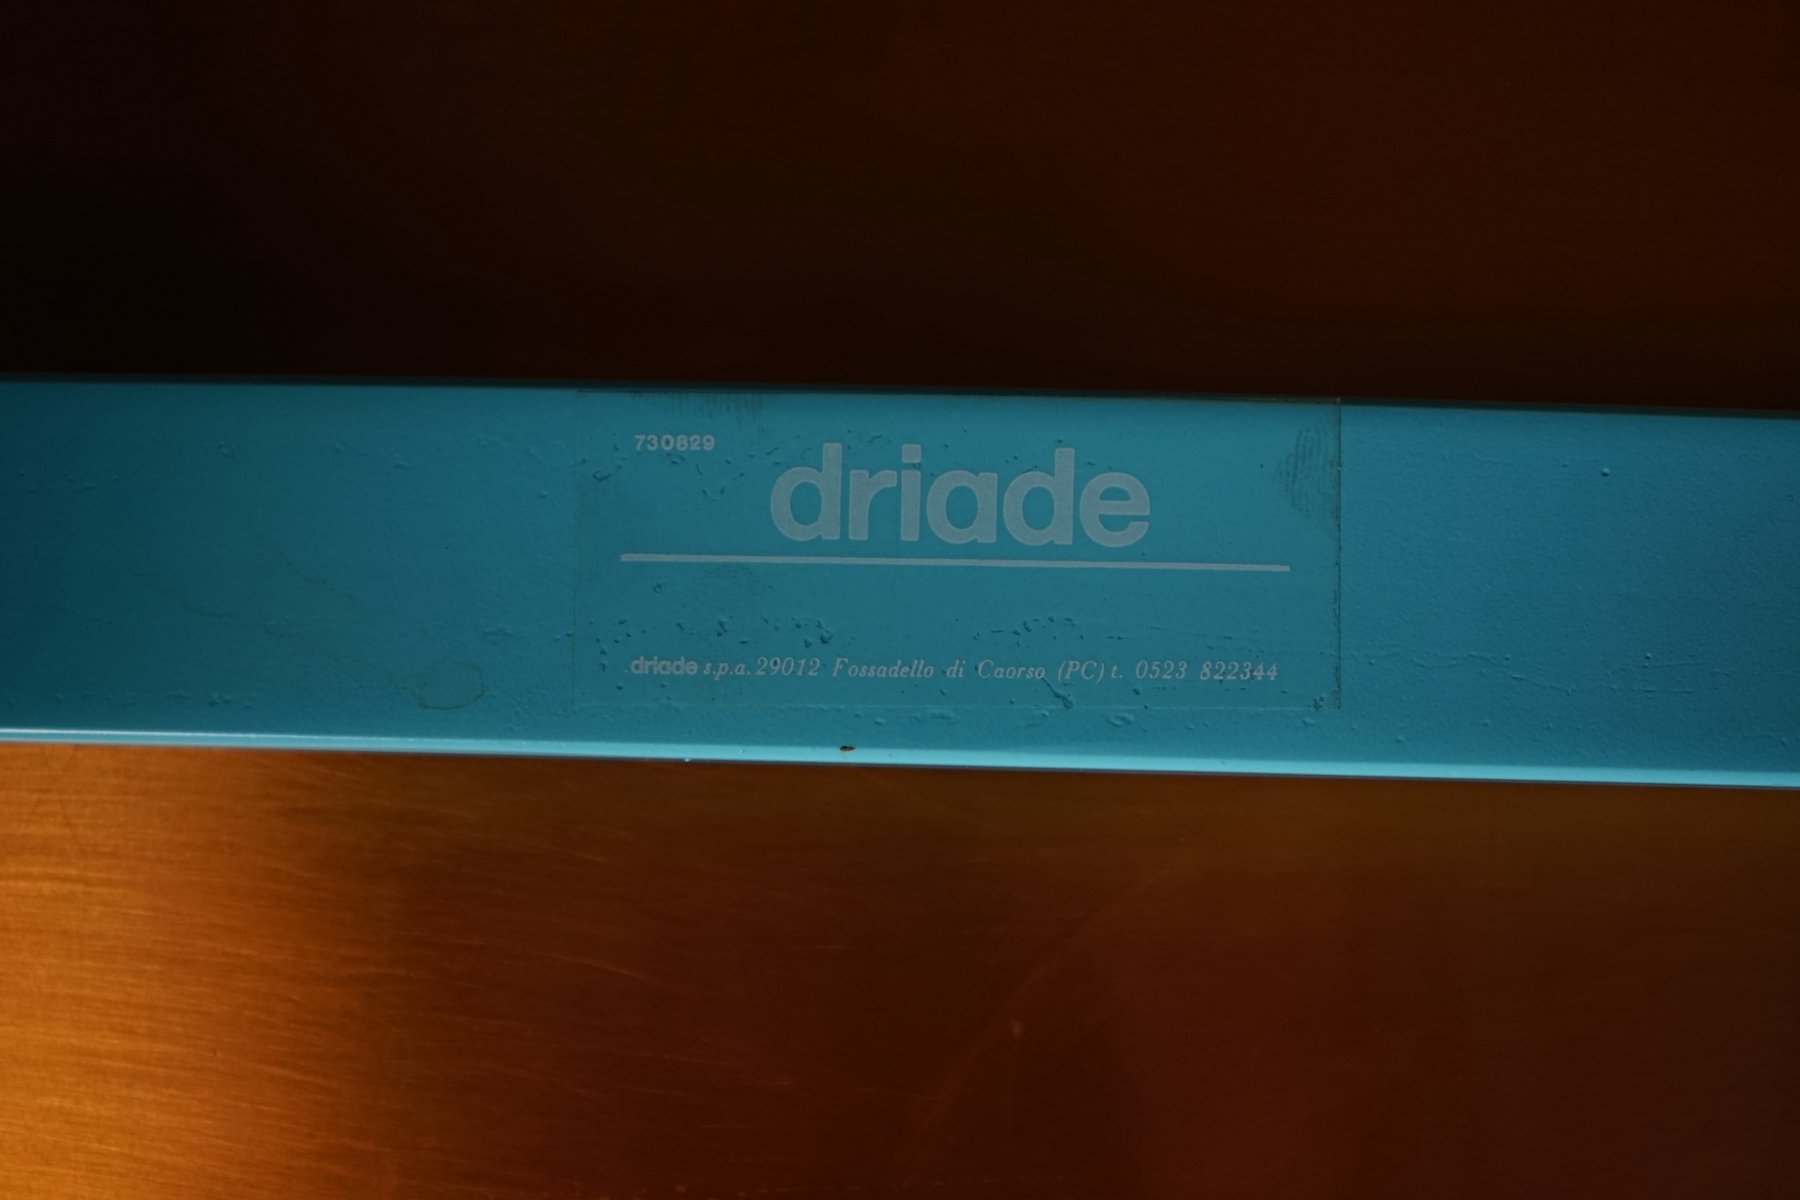 730829
driade
driade s.p.a. 29012 Fossadello di Caorso (PC) t. 0523 822344